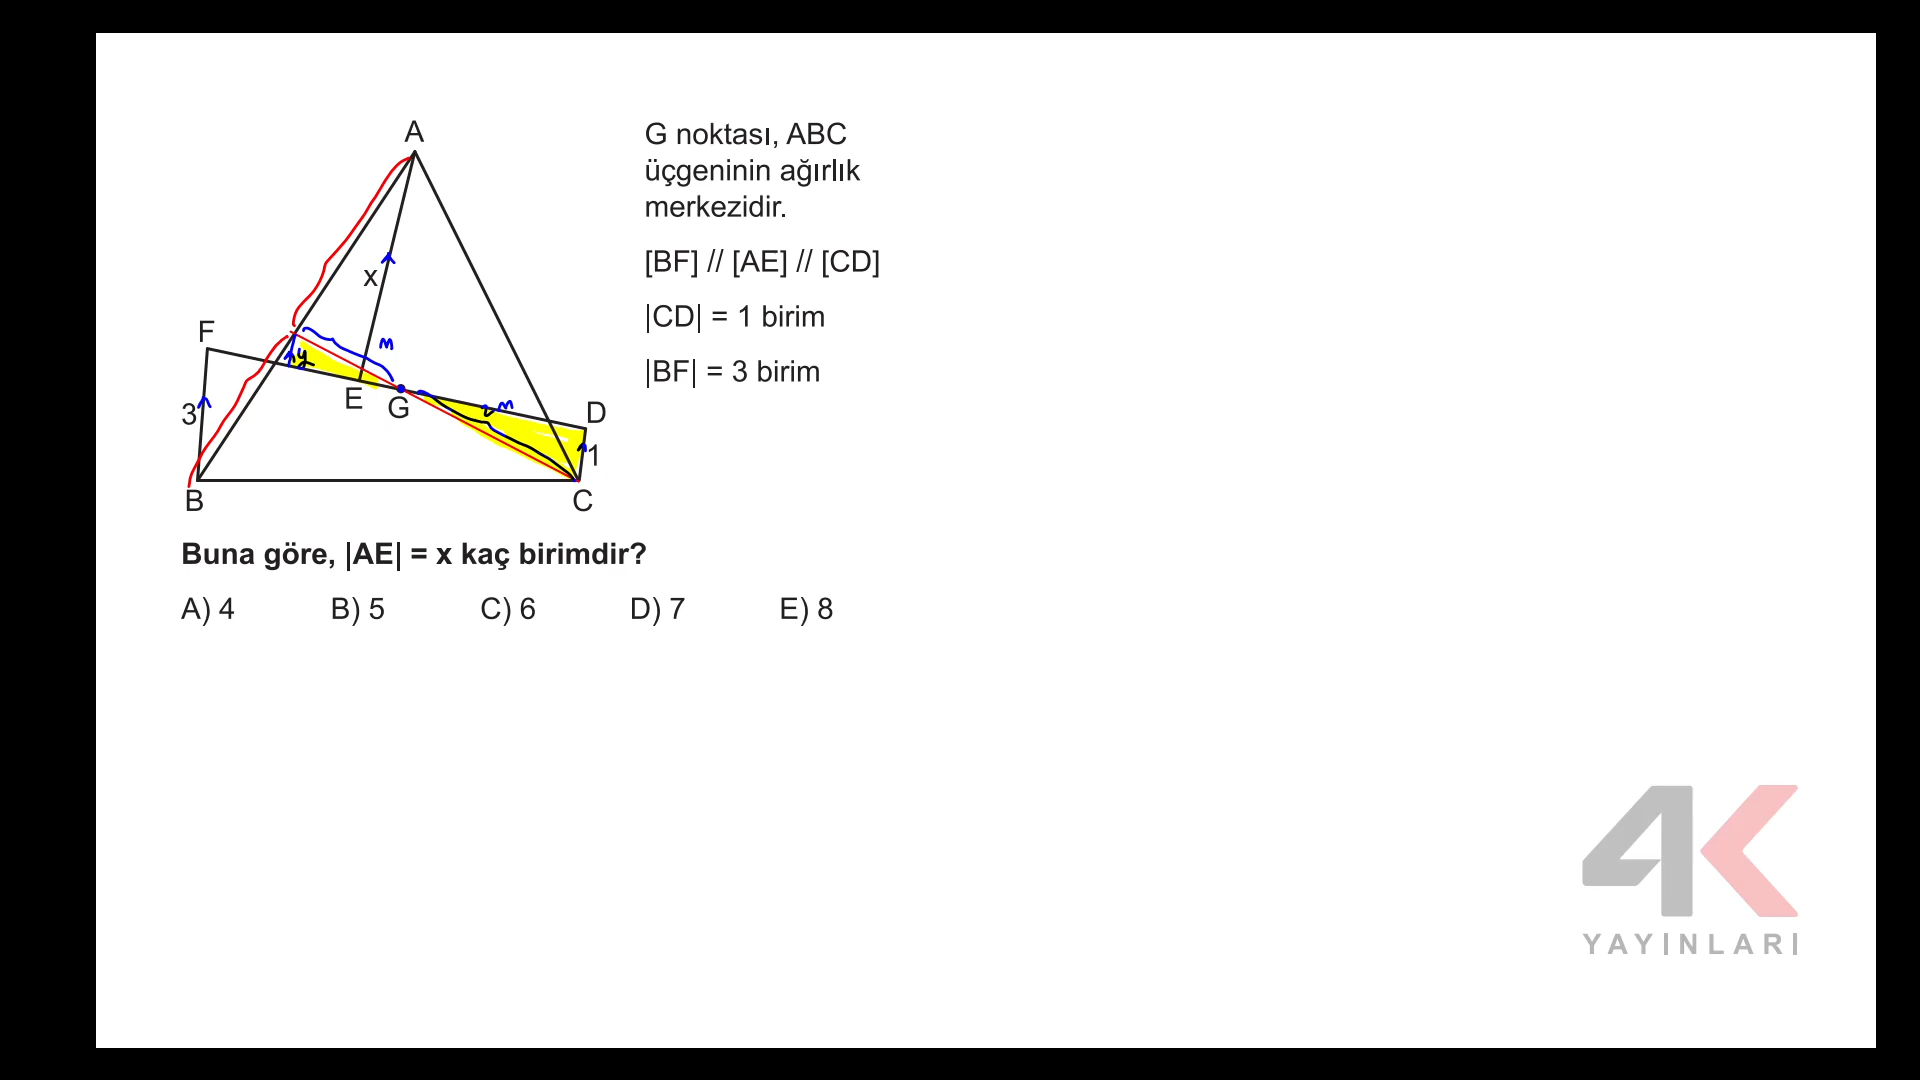 A
G noktası, ABC
üçgeninin ağırlık
merkezidir.
[BF] // [AE] // [CD]
x
|CD| = 1 birim
F
m
y
|BF| = 3 birim
E
G
3
m
D
1
B
C
Buna göre, |AE| = x kaç birimdir?
A) 4 B) 5 C) 6 D) 7 E) 8
4K
YAYINLARI